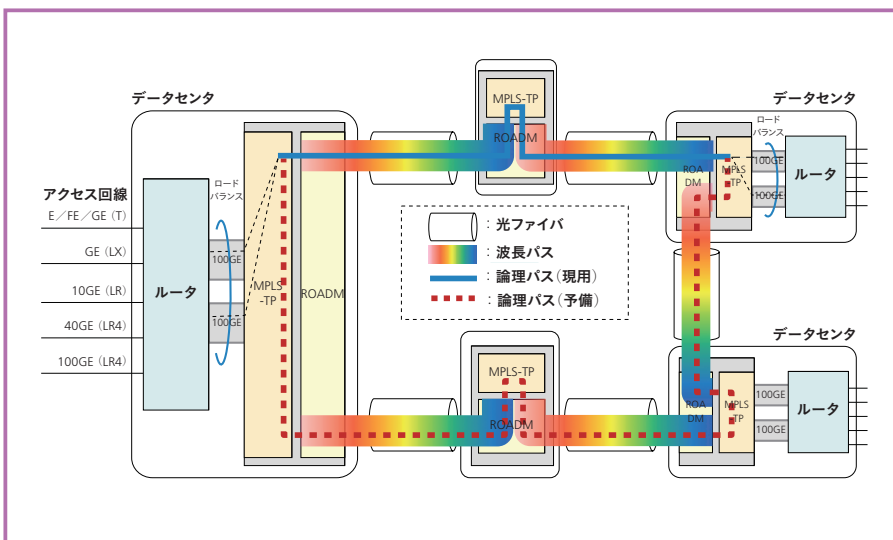 データセンタ
アクセス回線
E／FE／GE（T）
GE（LX）
10GE（LR）
40GE（LR4）
100GE（LR4）
ルータ
ロード
バランス
100GE
100GE
MPLS
-TP
ROADM
MPLS-TP
ROADM
：光ファイバ
：波長パス
：論理パス（現用）
：論理パス（予備）
MPLS-TP
ROADM
データセンタ
ROA
DM
MPLS
TP
ロード
バランス
100GE
100GE
ルータ
データセンタ
ROA
DM
MPLS
TP
100GE
100GE
ルータ